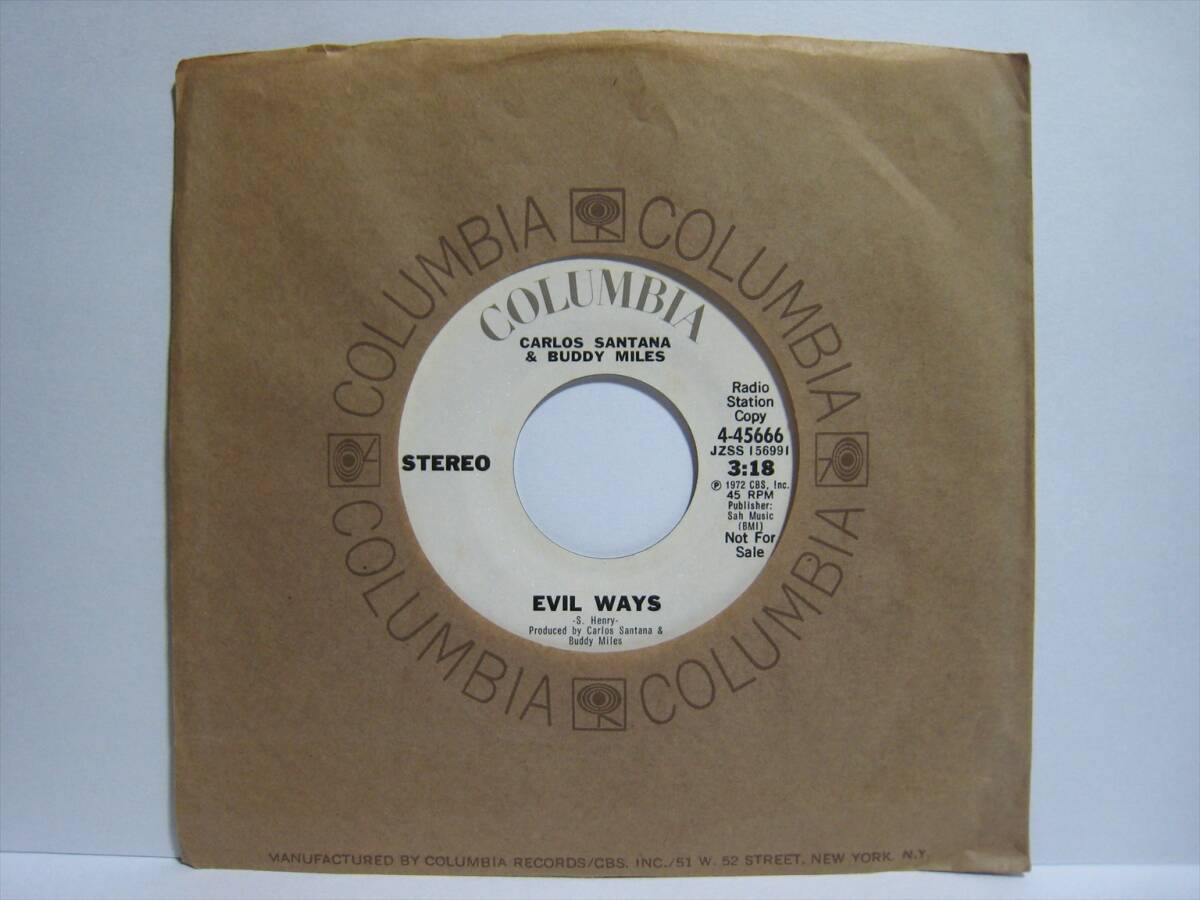 COLUMBIA COLUMBIA
COLUMBIA
CARLOS SANTANA
& BUDDY MILES
Radio
Station
Copy
4-45666
JZSS 156991
3:18
℗ 1972 CBS, Inc.
45 RPM
Publisher:
Sah Music
(BMI)
Not For
Sale
STEREO
EVIL WAYS
-S. Henry-
Produced by Carlos Santana &
Buddy Miles
COLUMBIA COLUMBIA
MANUFACTURED BY COLUMBIA RECORDS/CBS, INC./51 W. 52 STREET, NEW YORK, N.Y.